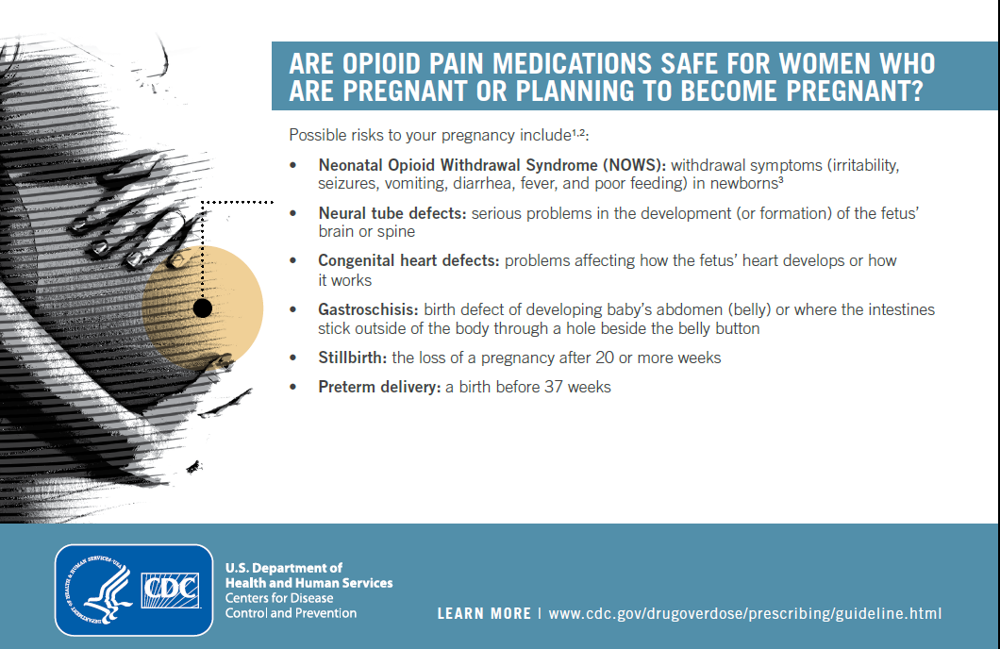 ARE OPIOID PAIN MEDICATIONS SAFE FOR WOMEN WHO
ARE PREGNANT OR PLANNING TO BECOME PREGNANT?
Possible risks to your pregnancy include¹,²:
• Neonatal Opioid Withdrawal Syndrome (NOWS): withdrawal symptoms (irritability,
seizures, vomiting, diarrhea, fever, and poor feeding) in newborns³
• Neural tube defects: serious problems in the development (or formation) of the fetus’
brain or spine
• Congenital heart defects: problems affecting how the fetus’ heart develops or how
it works
• Gastroschisis: birth defect of developing baby’s abdomen (belly) or where the intestines
stick outside of the body through a hole beside the belly button
• Stillbirth: the loss of a pregnancy after 20 or more weeks
• Preterm delivery: a birth before 37 weeks
DEPARTMENT OF HEALTH & HUMAN SERVICES·USA
CDC
U.S. Department of
Health and Human Services
Centers for Disease
Control and Prevention
LEARN MORE | www.cdc.gov/drugoverdose/prescribing/guideline.html